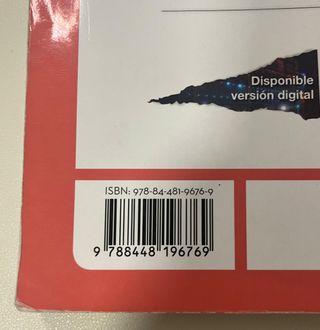 Disponible
versión digital
ISBN: 978-84-481-9676-9
9 788448 196769